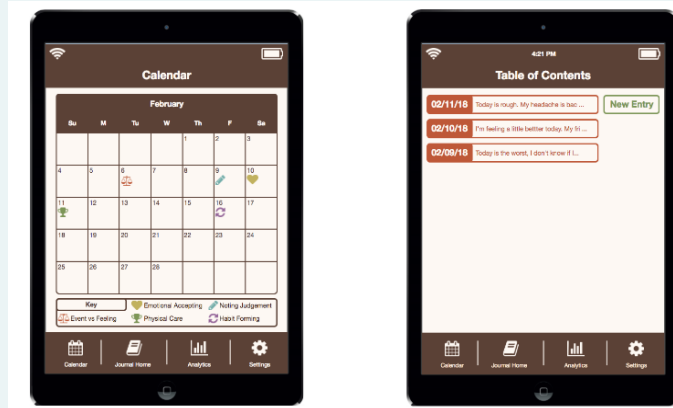 Calendar
February
Su M Tu W Th F Sa
1 2 3
4 5 6 7 8 9 10
11 12 13 14 15 16 17
18 19 20 21 22 23 24
25 26 27 28
Key Emotional Accepting Noting Judgement
Event vs Feeling Physical Care Habit Forming
Calendar Journal Home Analytics Settings
4:21 PM
Table of Contents
02/11/18 Today is rough. My headache is bac ... New Entry
02/10/18 I'm feeling a little bettter today. My fri ...
02/09/18 Today is the worst, I don't know if I...
Calendar Journal Home Analytics Settings